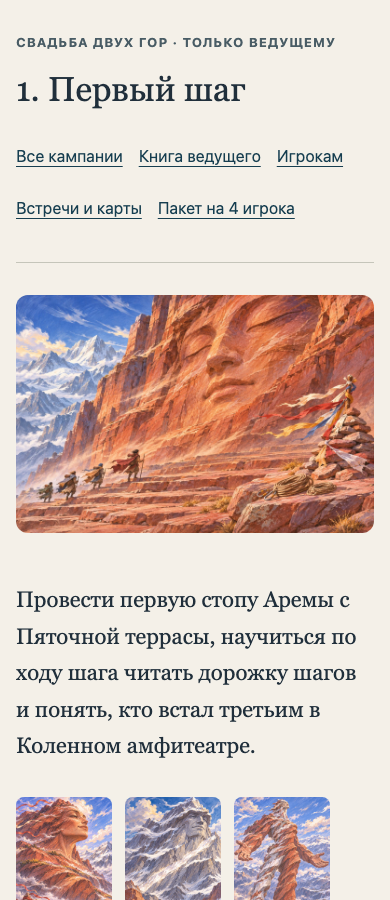 СВАДЬБА ДВУХ ГОР · ТОЛЬКО ВЕДУЩЕМУ
1. Первый шаг
Все кампании Книга ведущего Игрокам
Встречи и карты Пакет на 4 игрока
Провести первую стопу Аремы с
Пяточной террасы, научиться по
ходу шага читать дорожку шагов
и понять, кто встал третьим в
Коленном амфитеатре.